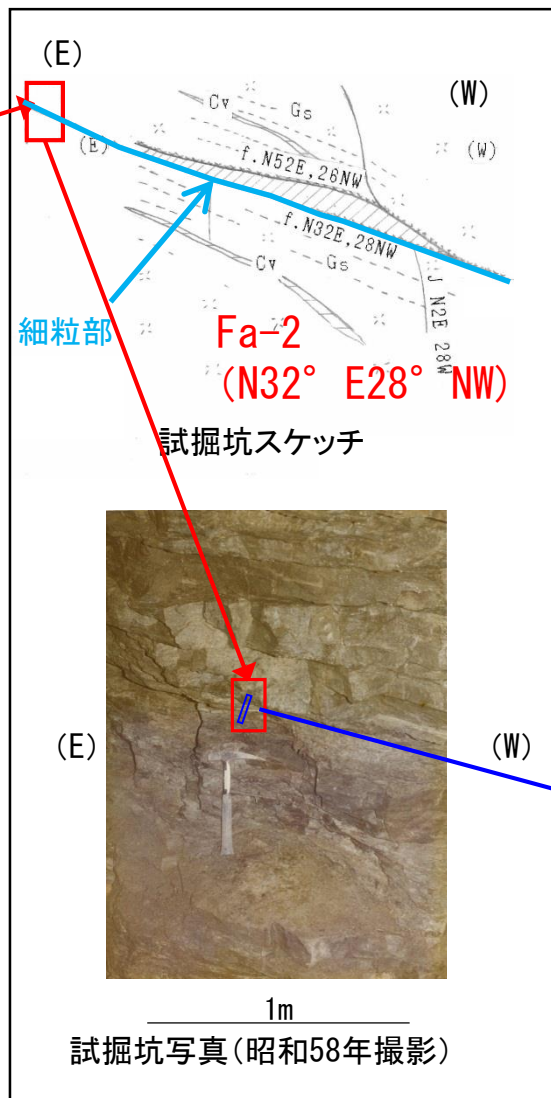 (E)
(W)
Cv
Gs
(E)
f.N52E,26NW
(W)
f.N32E,28NW
Cv
Gs
J N2E 28W
細粒部
Fa-2
(N32° E28° NW)
試掘坑スケッチ
(E)
(W)
1m
試掘坑写真(昭和58年撮影)